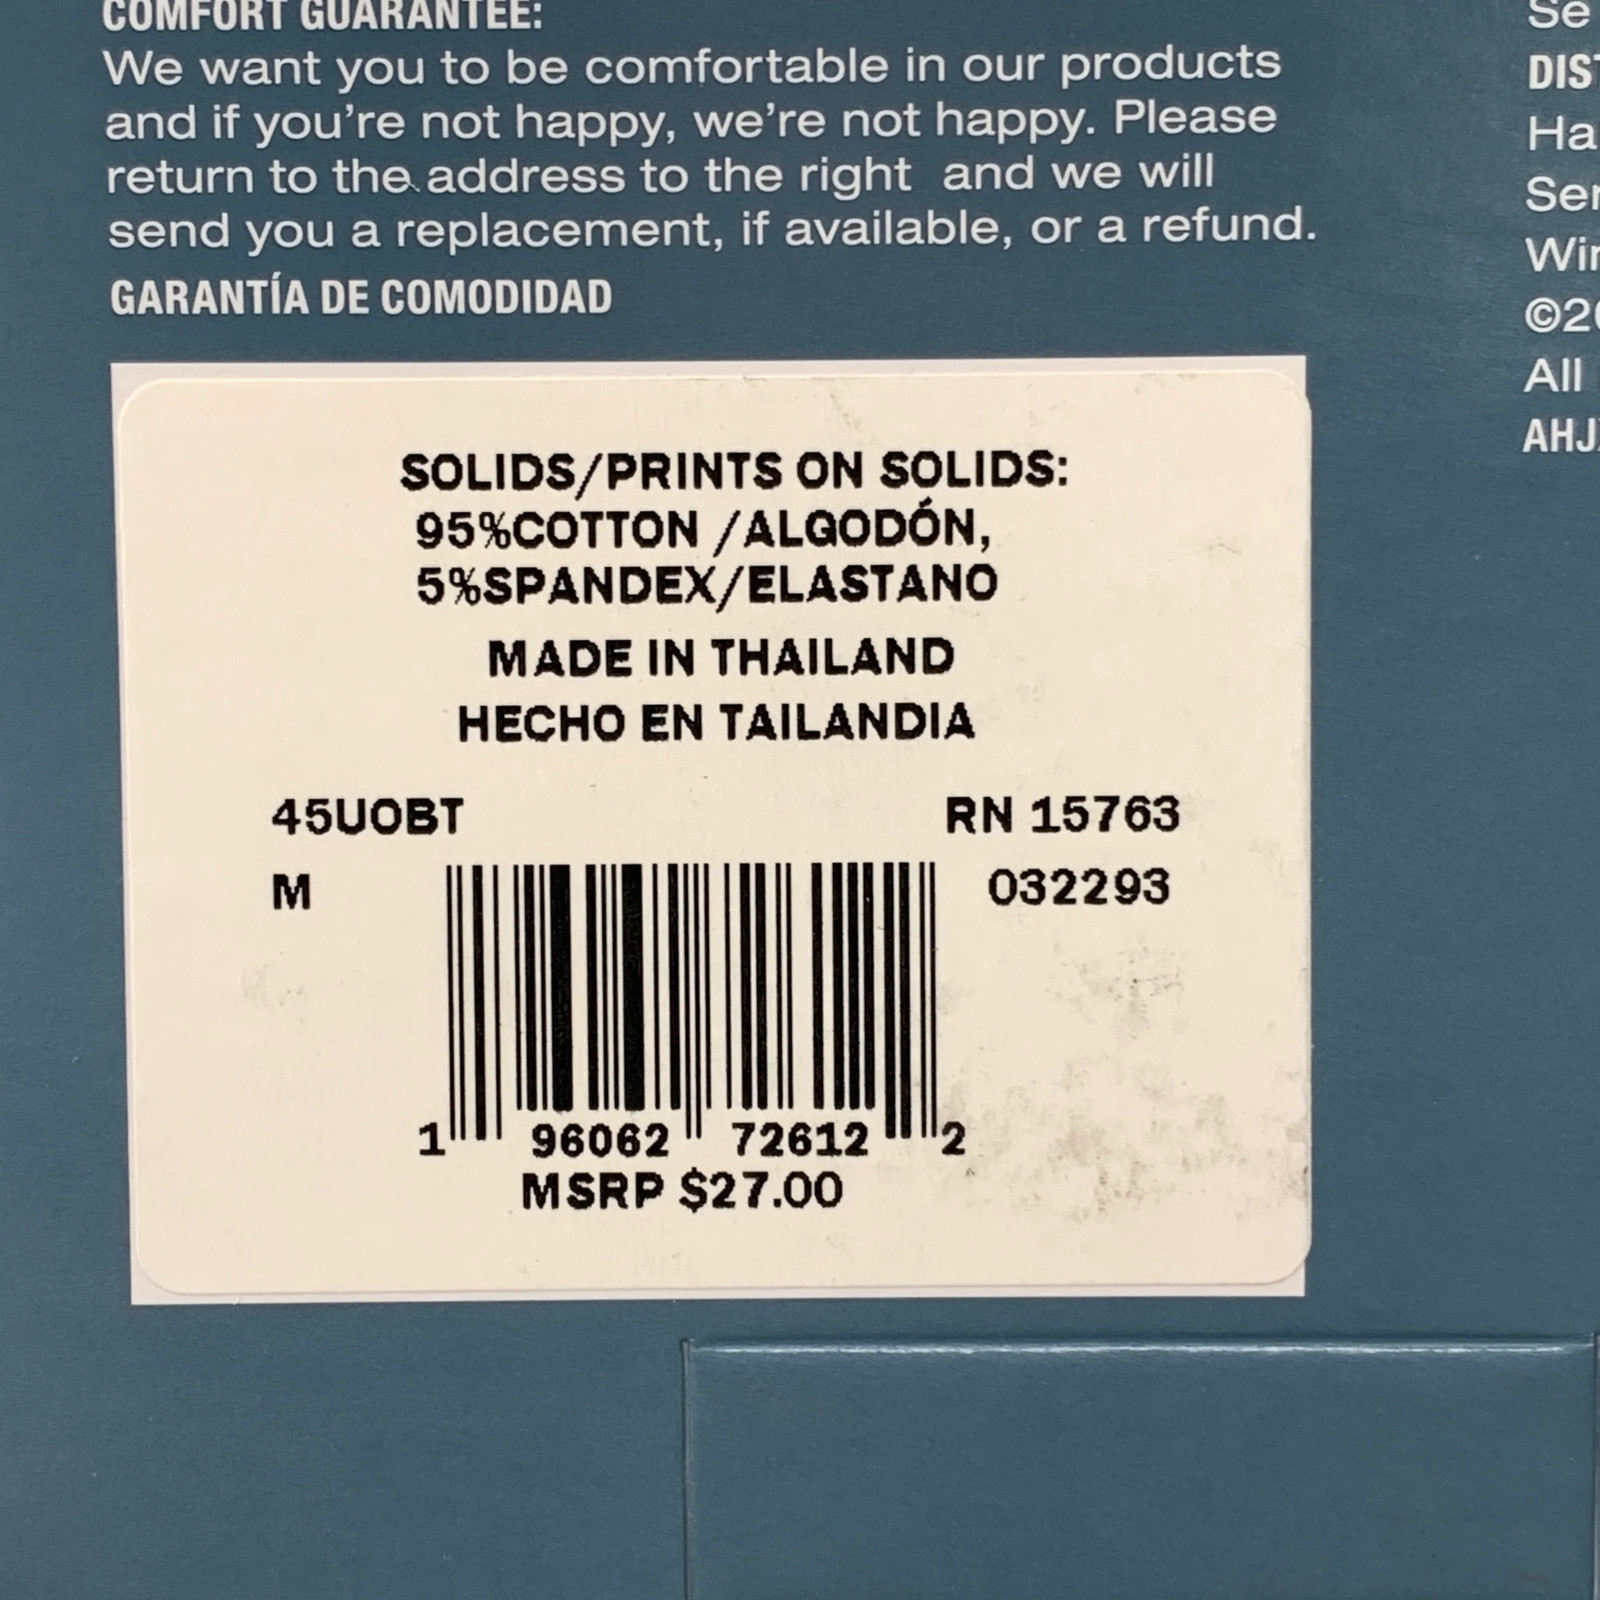 COMFORT GUARANTEE:
We want you to be comfortable in our products
and if you're not happy, we're not happy. Please
return to the address to the right and we will
send you a replacement, if available, or a refund.
GARANTÍA DE COMODIDAD
SOLIDS/PRINTS ON SOLIDS:
95%COTTON /ALGODÓN,
5%SPANDEX/ELASTANO
MADE IN THAILAND
HECHO EN TAILANDIA
45UOBT
RN 15763
M
032293
1 96062 72612 2
MSRP $27.00
All